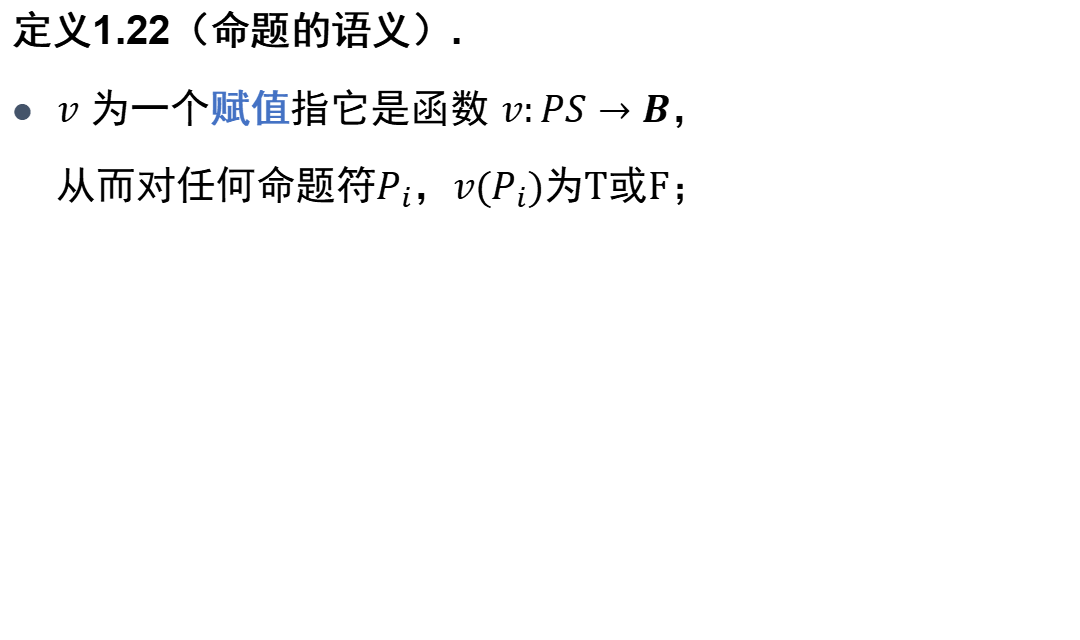 定义1.22（命题的语义）.
● 𝑣 为一个赋值指它是函数 𝑣: 𝑃𝑆 → 𝑩，
从而对任何命题符𝑃ᵢ，𝑣(𝑃ᵢ)为T或F；